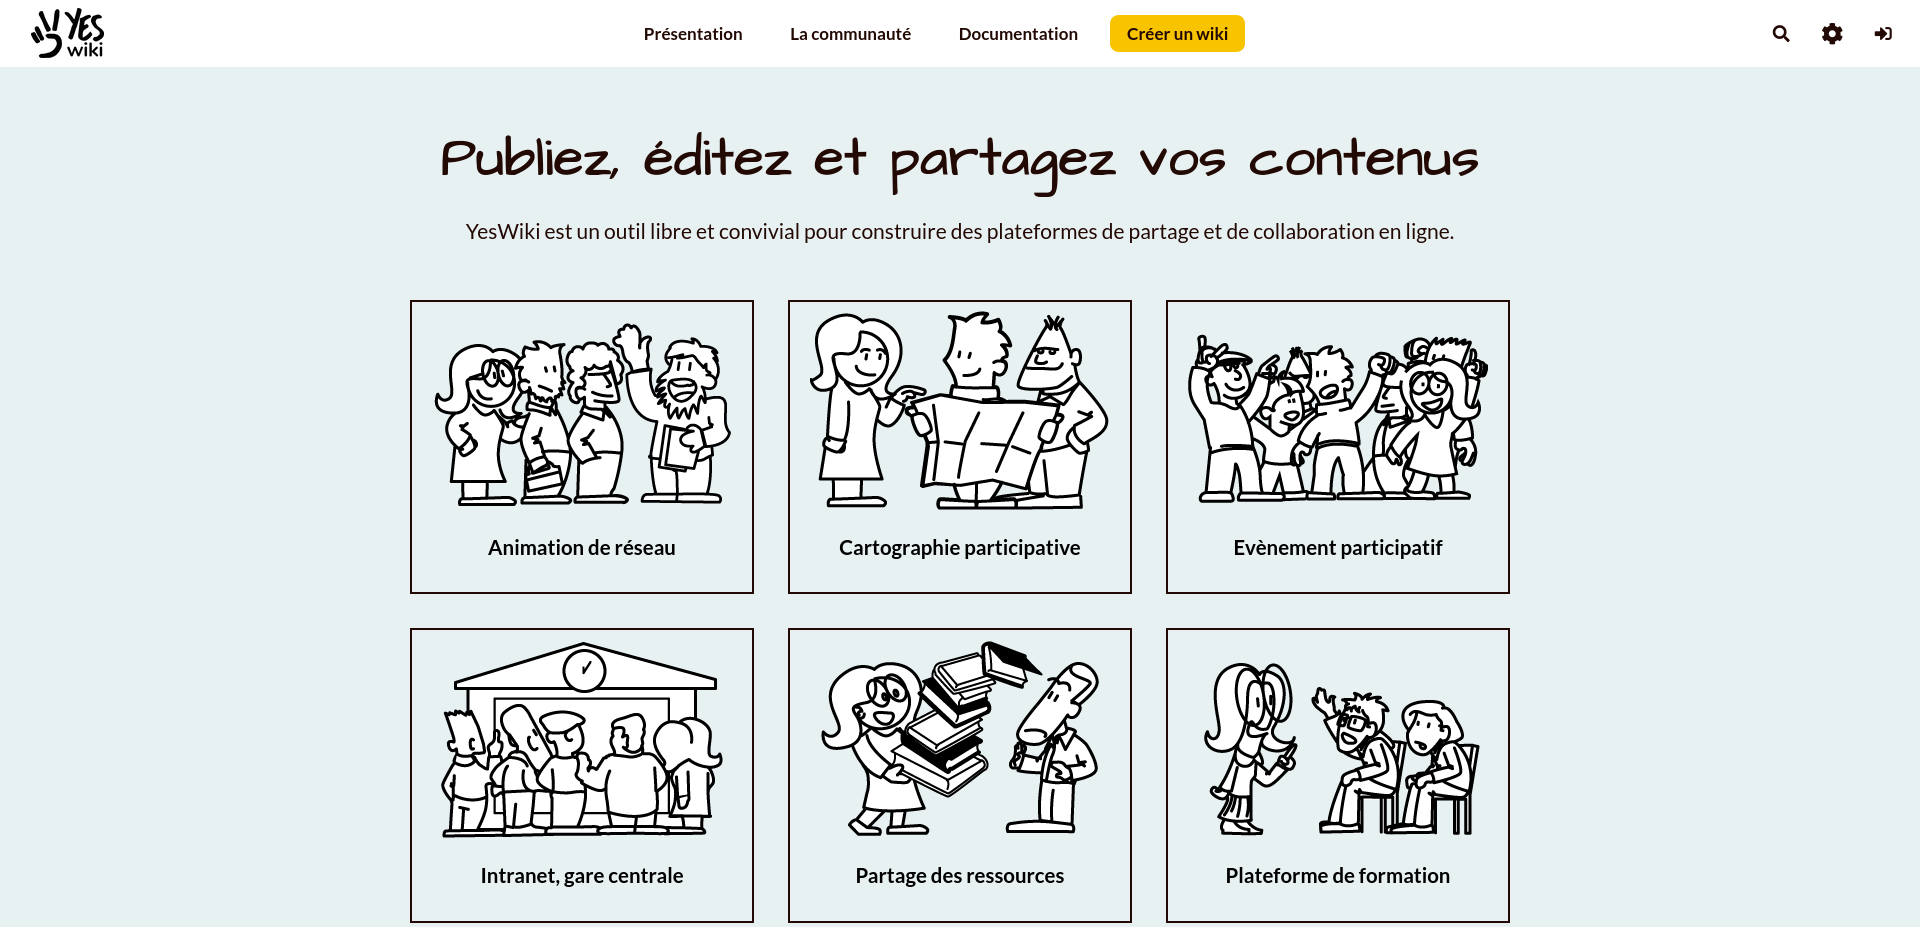 YES
wiki
Présentation
La communauté
Documentation
Créer un wiki
Publiez, éditez et partagez vos contenus
YesWiki est un outil libre et convivial pour construire des plateformes de partage et de collaboration en ligne.
Animation de réseau
Cartographie participative
Evènement participatif
Intranet, gare centrale
Partage des ressources
Plateforme de formation